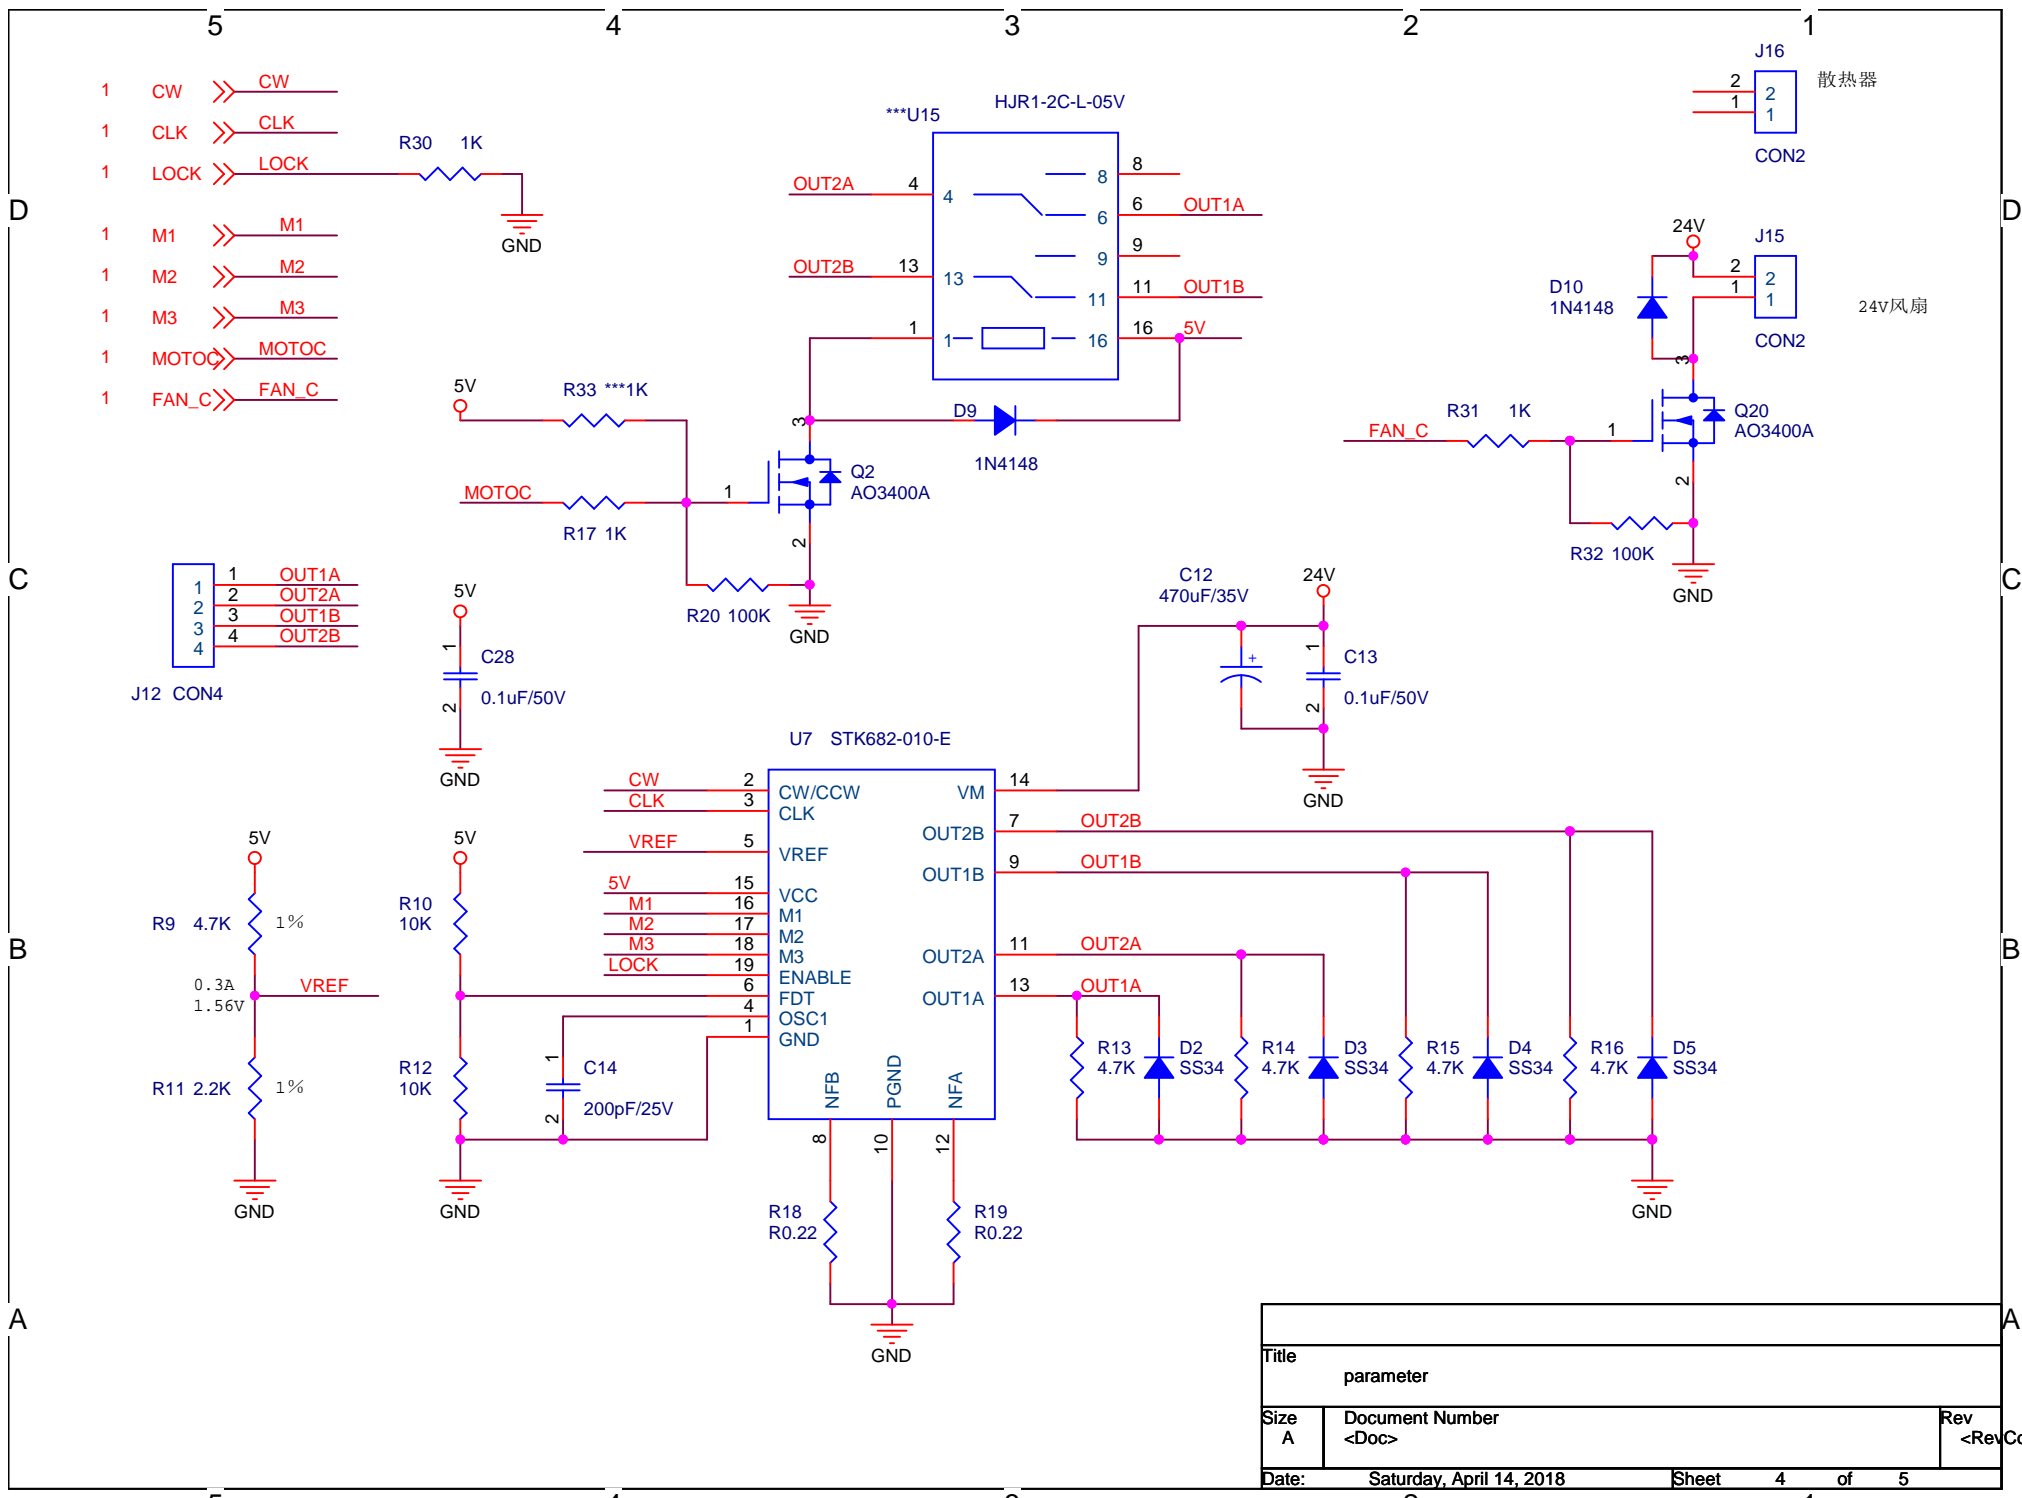 5 4 3 2 1
1 CW CW
1 CLK CLK
1 LOCK LOCK
R30 1K
GND
1 M1 M1
1 M2 M2
1 M3 M3
1 MOTOC MOTOC
1 FAN_C FAN_C
***U15
HJR1-2C-L-05V
OUT2A 4 4
8 8
6 6 OUT1A
9 9
OUT2B 13 13
11 11 OUT1B
1 1
16 16 5V
J16
散热器
2 2
1 1
CON2
24V
J15
2 2
1 1
D10
1N4148
24V风扇
CON2
3
R31 1K
FAN_C
1
Q20
AO3400A
2
R32 100K
GND
D D
5V
R33 ***1K
D9
1N4148
3
MOTOC
1
Q2
AO3400A
R17 1K
2
R20 100K
GND
C C
1 1 OUT1A
2 2 OUT2A
3 3 OUT1B
4 4 OUT2B
J12 CON4
5V
1
C28
0.1uF/50V
2
GND
C12
470uF/35V
24V
+
1
C13
0.1uF/50V
2
GND
U7 STK682-010-E
CW 2 CW/CCW
CLK 3 CLK
VREF 5 VREF
5V 15 VCC
M1 16 M1
M2 17 M2
M3 18 M3
LOCK 19 ENABLE
6 FDT
4 OSC1
1 GND
VM 14
OUT2B 7 OUT2B
OUT1B 9 OUT1B
OUT2A 11 OUT2A
OUT1A 13 OUT1A
NFB PGND NFA
8 10 12
5V
R9 4.7K 1%
0.3A
1.56V
VREF
R11 2.2K 1%
GND
5V
R10
10K
R12
10K
GND
1
C14
200pF/25V
2
R13
4.7K
D2
SS34
R14
4.7K
D3
SS34
R15
4.7K
D4
SS34
R16
4.7K
D5
SS34
GND
R18
R0.22
R19
R0.22
GND
B B
A A
Title
parameter
Size
A
Document Number
<Doc>
Rev
Date: Saturday, April 14, 2018 Sheet 4 of 5